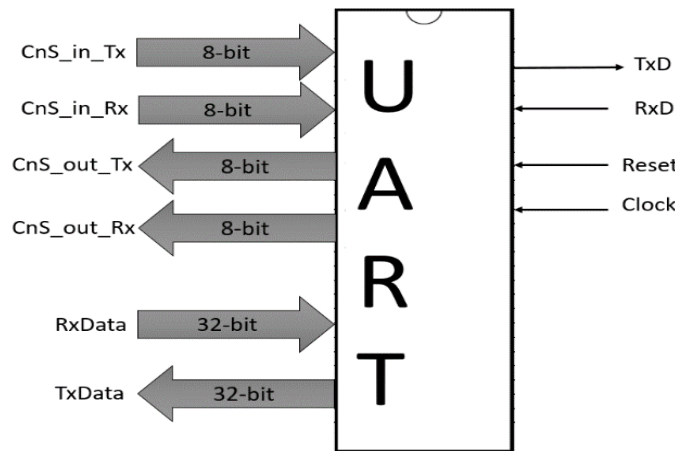 CnS_in_Tx 8-bit
CnS_in_Rx 8-bit
CnS_out_Tx 8-bit
CnS_out_Rx 8-bit
RxData 32-bit
TxData 32-bit
U
A
R
T
TxD
RxD
Reset
Clock